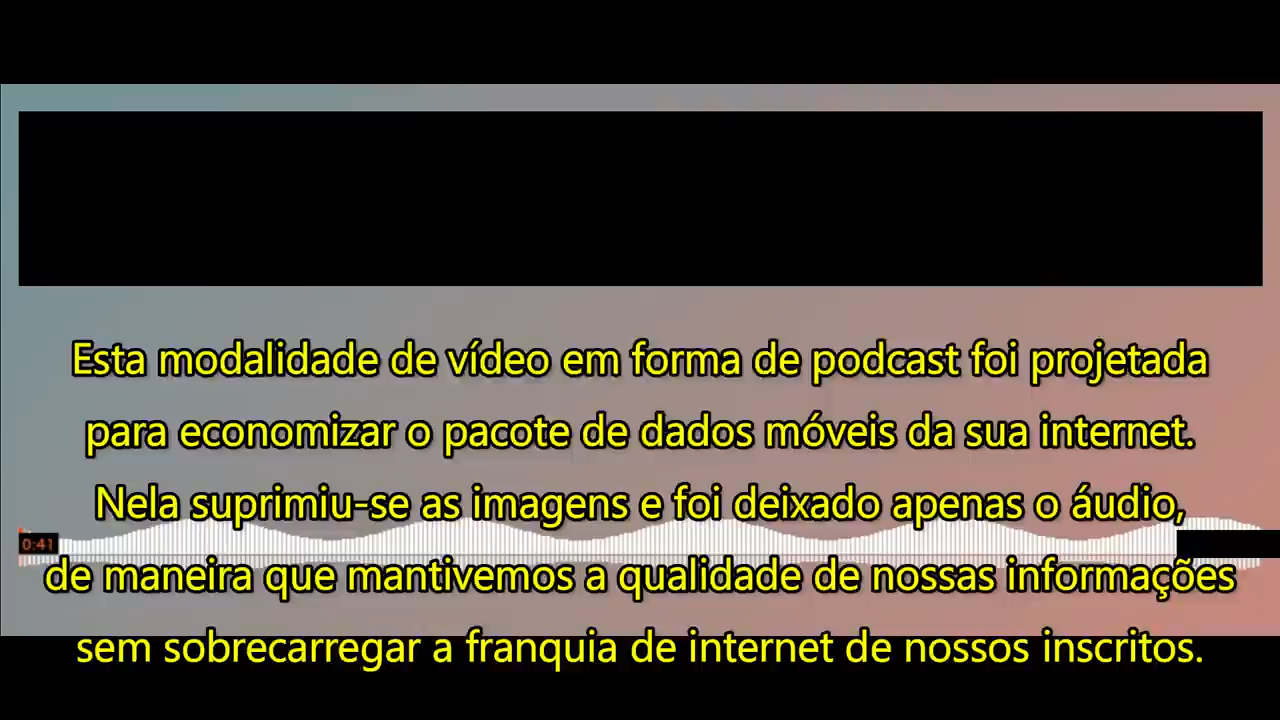 Esta modalidade de vídeo em forma de podcast foi projetada
para economizar o pacote de dados móveis da sua internet.
Nela suprimiu-se as imagens e foi deixado apenas o áudio,
0:41
de maneira que mantivemos a qualidade de nossas informações
sem sobrecarregar a franquia de internet de nossos inscritos.